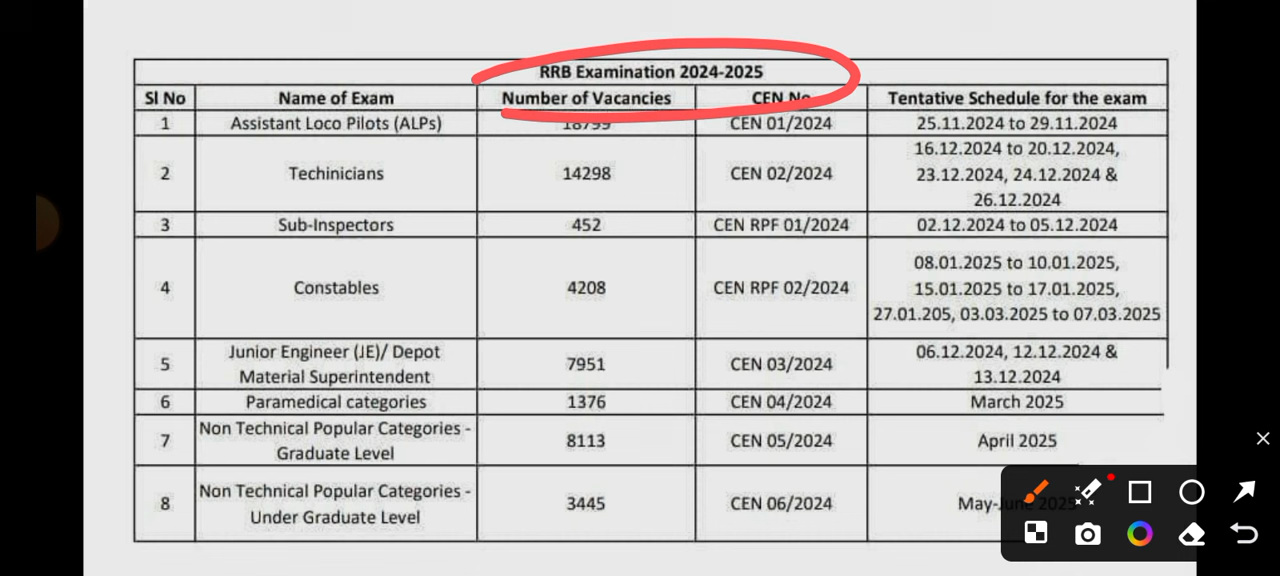 RRB Examination 2024-2025
Sl No Name of Exam Number of Vacancies CEN No Tentative Schedule for the exam
1 Assistant Loco Pilots (ALPs) 18799 CEN 01/2024 25.11.2024 to 29.11.2024
2 Techinicians 14298 CEN 02/2024 16.12.2024 to 20.12.2024,
23.12.2024, 24.12.2024 &
26.12.2024
3 Sub-Inspectors 452 CEN RPF 01/2024 02.12.2024 to 05.12.2024
4 Constables 4208 CEN RPF 02/2024 08.01.2025 to 10.01.2025,
15.01.2025 to 17.01.2025,
27.01.205, 03.03.2025 to 07.03.2025
5 Junior Engineer (JE)/ Depot
Material Superintendent 7951 CEN 03/2024 06.12.2024, 12.12.2024 &
13.12.2024
6 Paramedical categories 1376 CEN 04/2024 March 2025
7 Non Technical Popular Categories -
Graduate Level 8113 CEN 05/2024 April 2025
8 Non Technical Popular Categories -
Under Graduate Level 3445 CEN 06/2024 May-June 2025